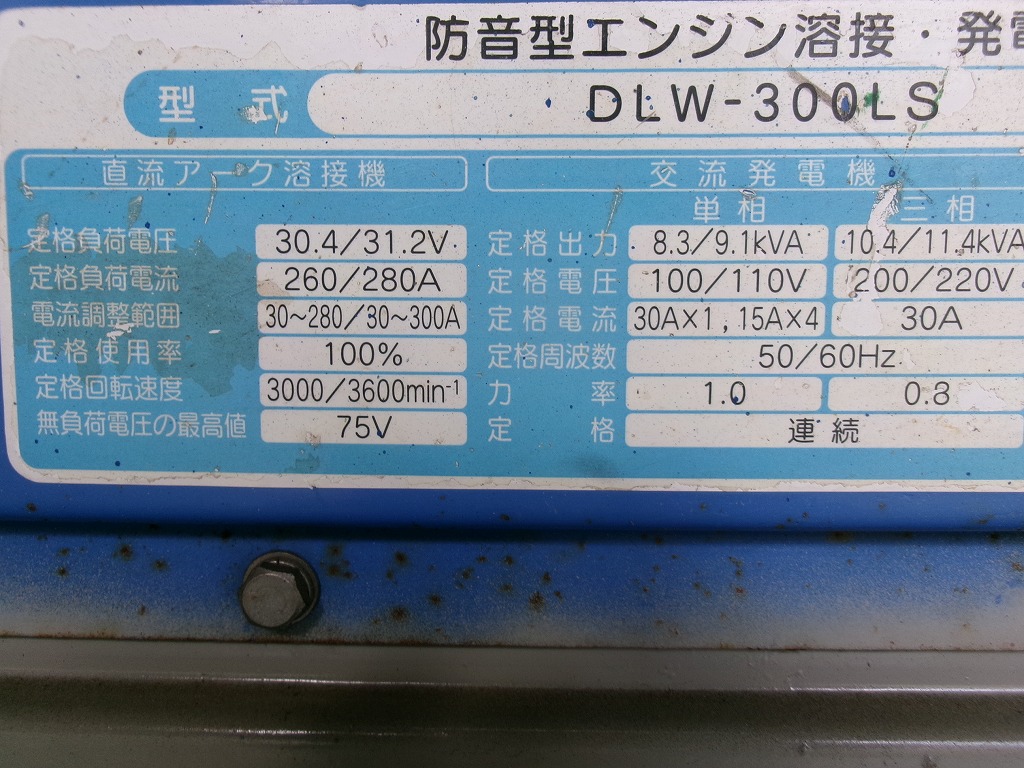 防音型エンジン溶接・発電
型式 DLW-300LS
直流アーク溶接機
定格負荷電圧 30.4/31.2V
定格負荷電流 260/280A
電流調整範囲 30~280/30~300A
定格使用率 100%
定格回転速度 3000/3600min⁻¹
無負荷電圧の最高値 75V
交流発電機
単相 三相
定格出力 8.3/9.1kVA 10.4/11.4kVA
定格電圧 100/110V 200/220V
定格電流 30A×1,15A×4 30A
定格周波数 50/60Hz
力率 1.0 0.8
定格 連続